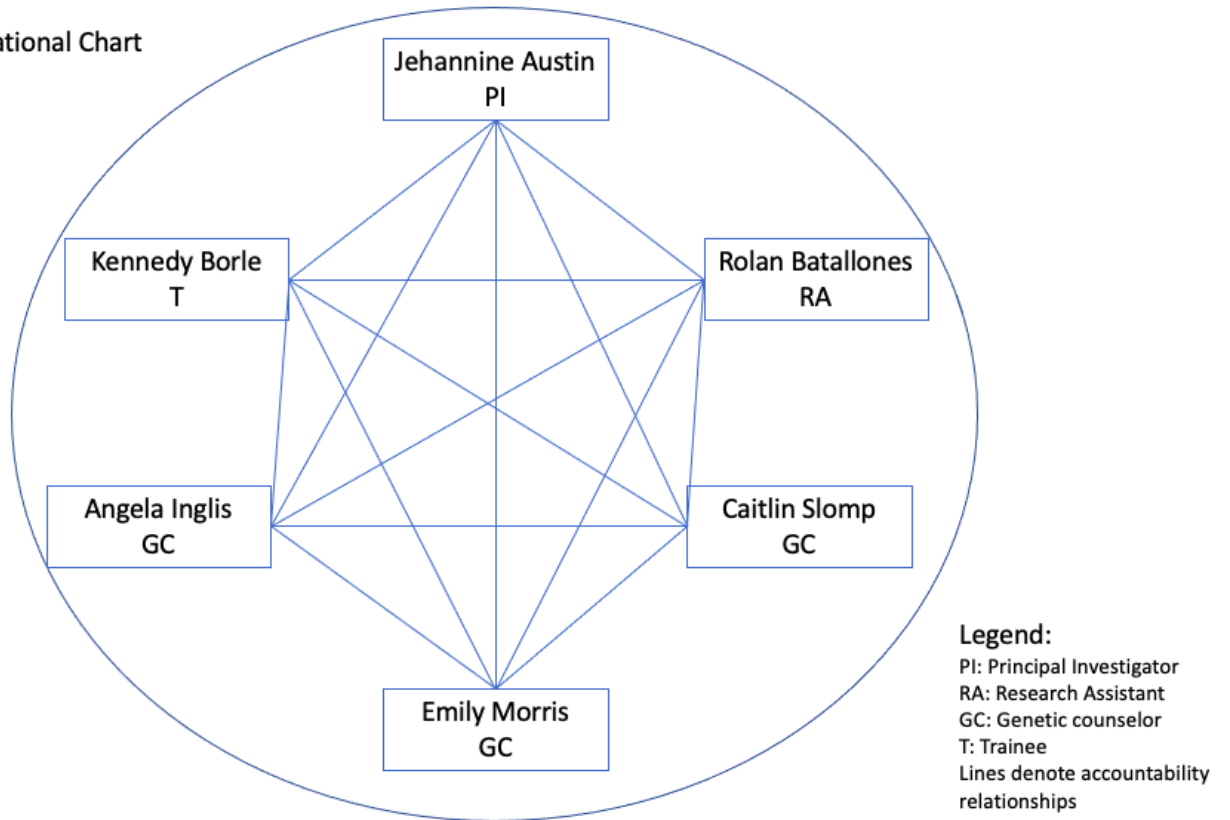 ational Chart
Jehannine Austin
PI
Kennedy Borle
T
Rolan Batallones
RA
Angela Inglis
GC
Caitlin Slomp
GC
Emily Morris
GC
Legend:
PI: Principal Investigator
RA: Research Assistant
GC: Genetic counselor
T: Trainee
Lines denote accountability
relationships